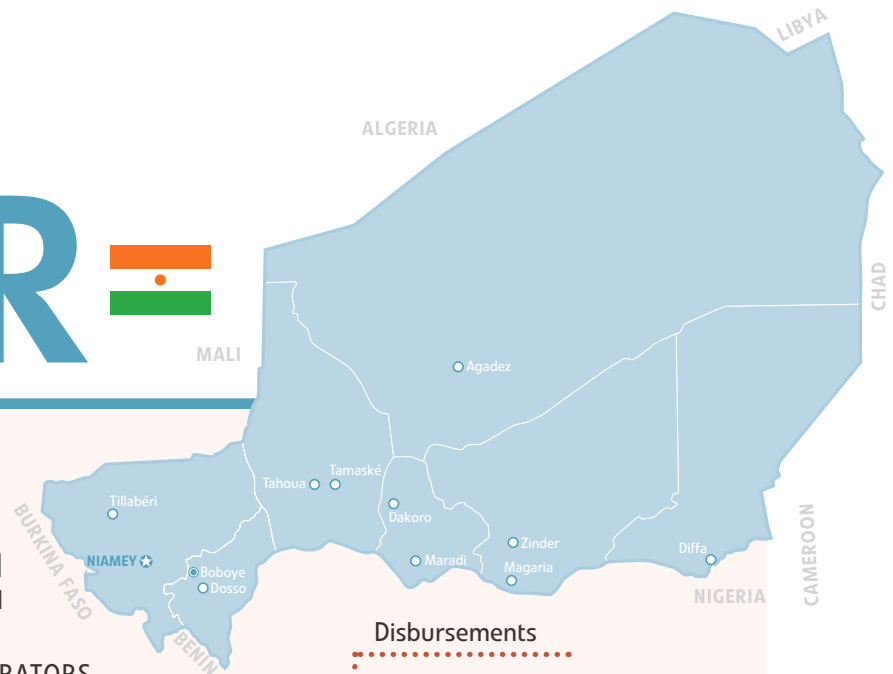 LIBYA
ALGERIA
R
CHAD
MALI
Agadez
Tamaské
Tahoua
Tillabéri
Dakoro
BURKINA FASO
Zinder
CAMEROON
Diffa
NIAMEY
Maradi
Magaria
Boboye
Dosso
NIGERIA
Disbursements
BENIN
RATORS